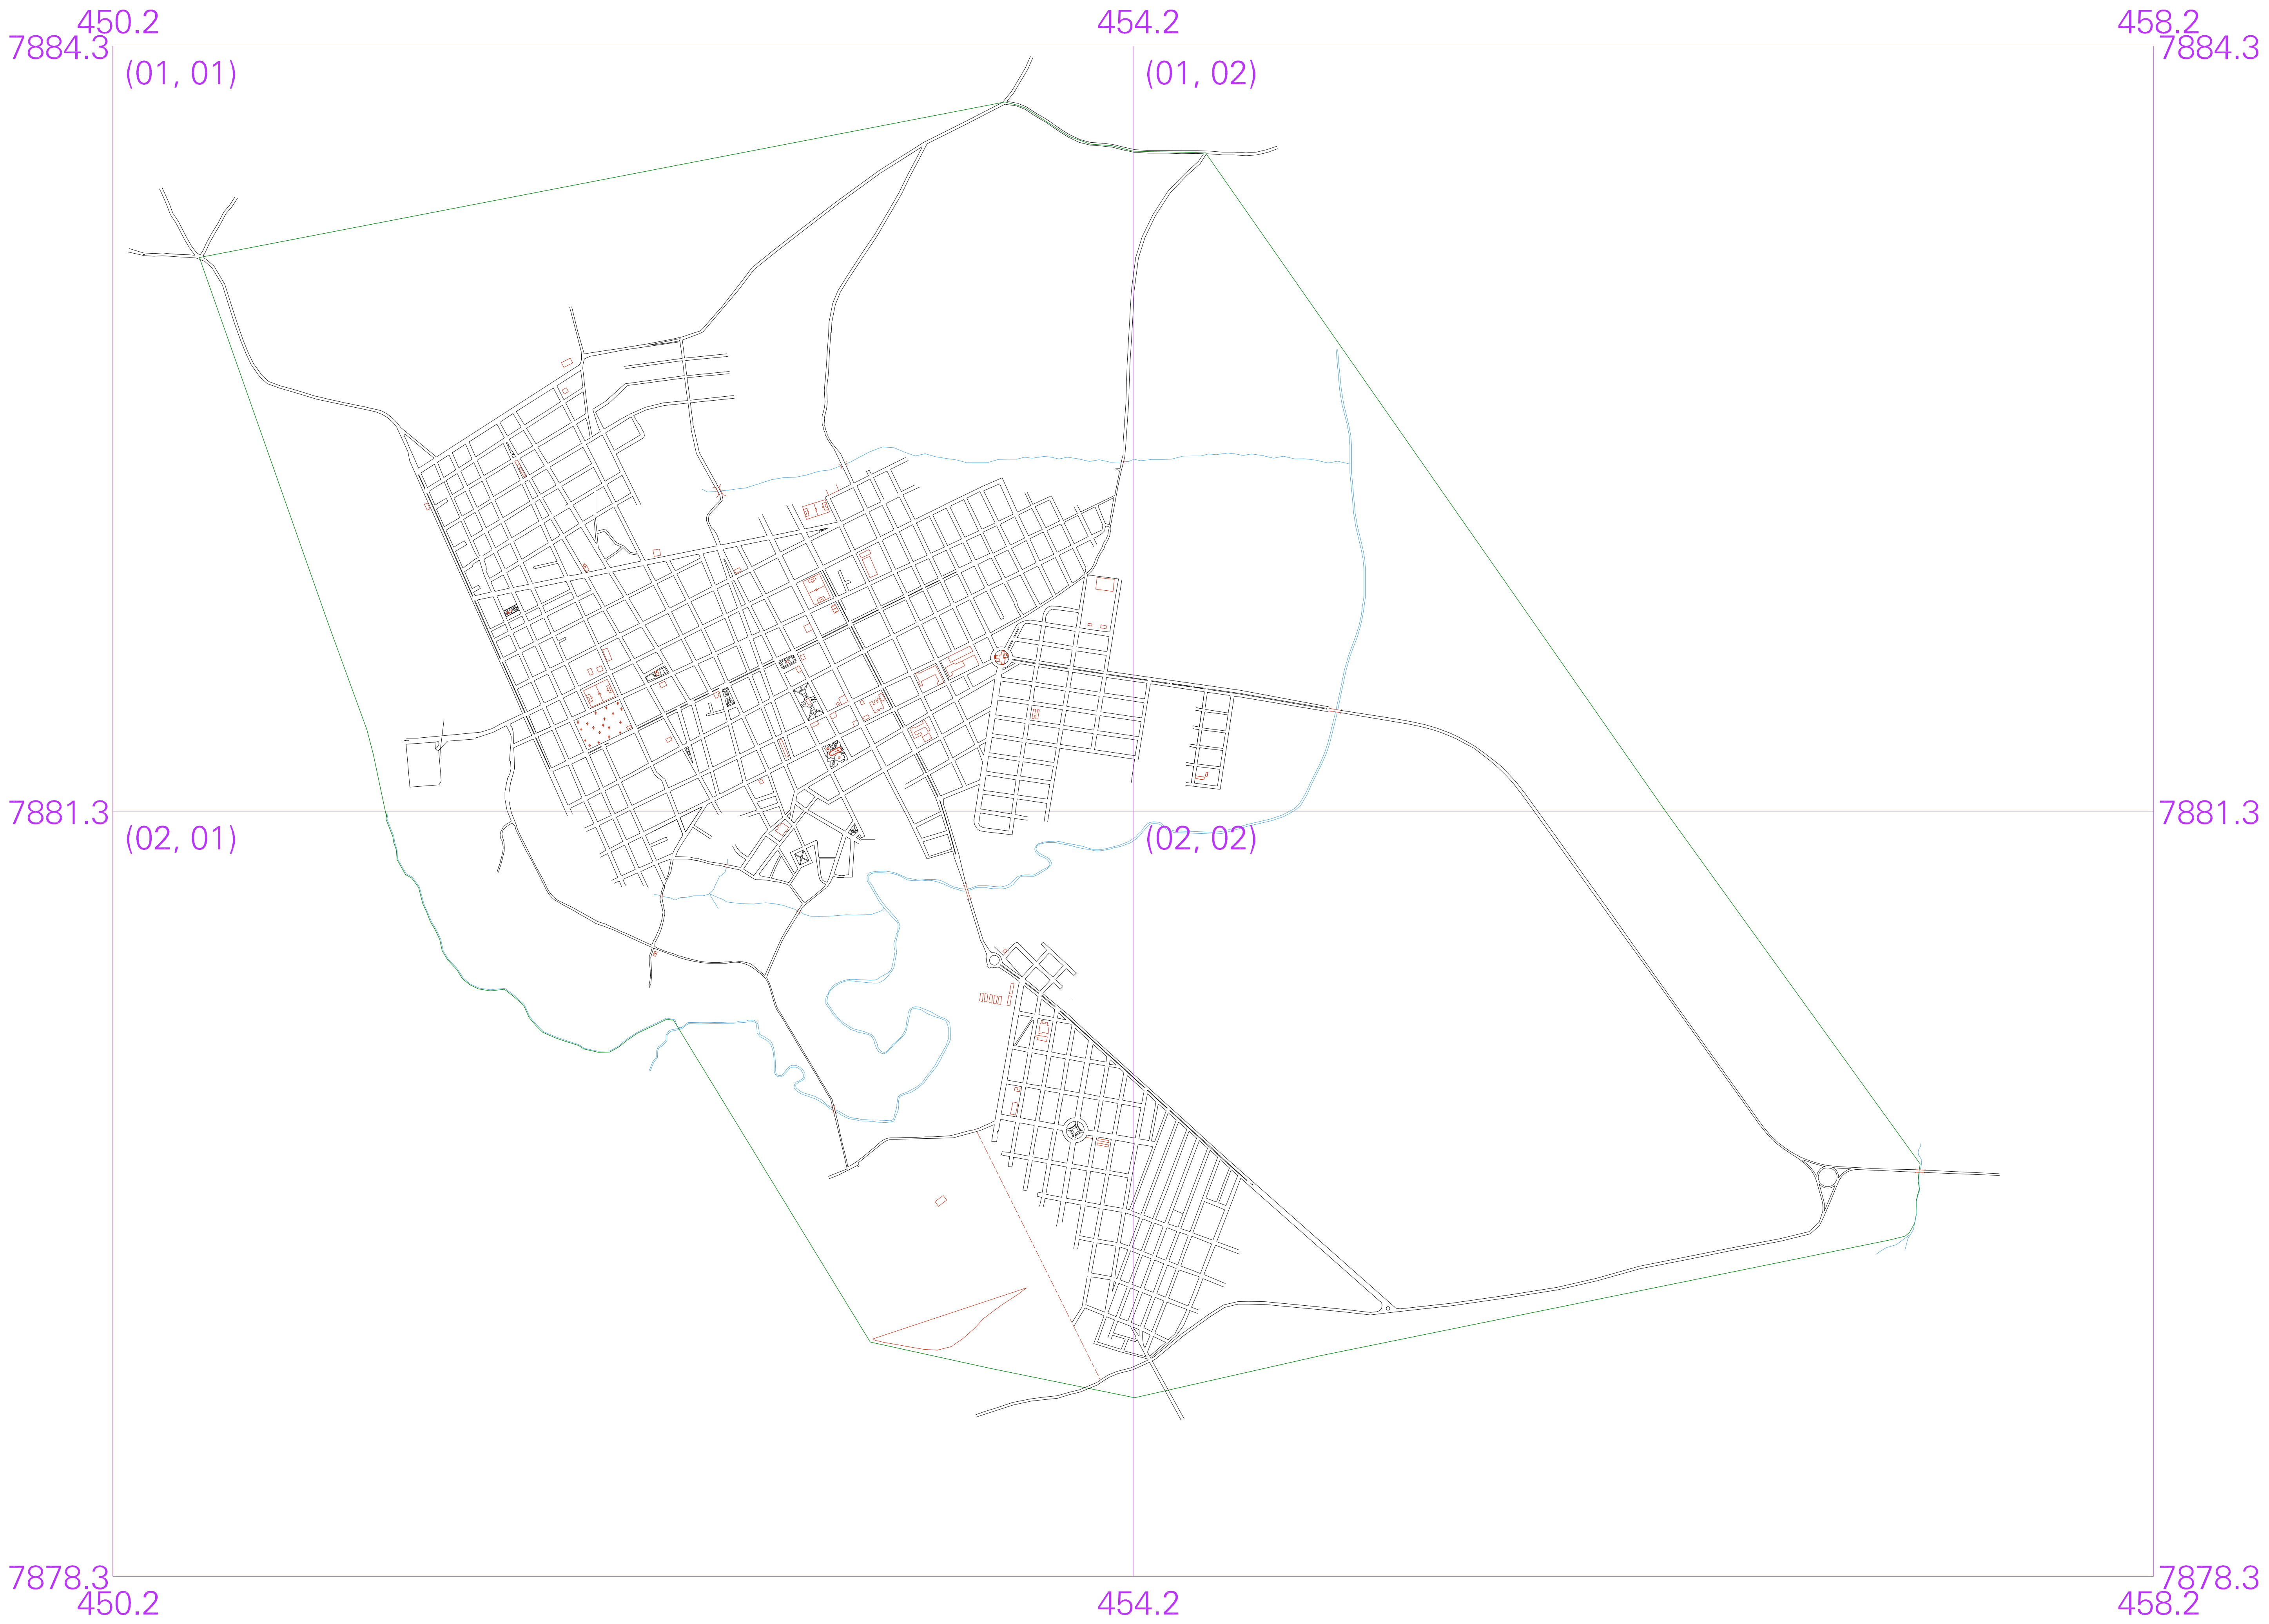 450.2 454.2 458.2
7884.3 7884.3
(01, 01) (01, 02)
7881.3 7881.3
(02, 01) (02, 02)
7878.3 7878.3
450.2 454.2 458.2